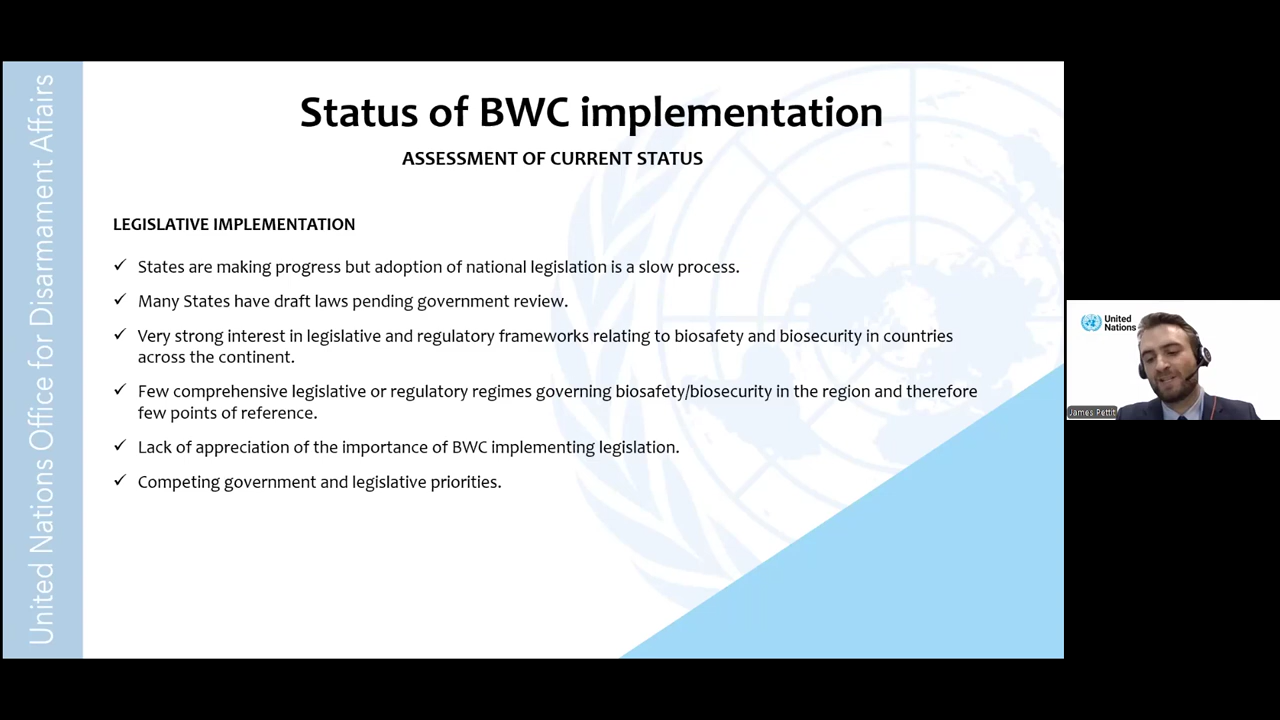 United Nations Office for Disarmament Affairs
Status of BWC implementation
ASSESSMENT OF CURRENT STATUS
LEGISLATIVE IMPLEMENTATION
✓ States are making progress but adoption of national legislation is a slow process.
✓ Many States have draft laws pending government review.
✓ Very strong interest in legislative and regulatory frameworks relating to biosafety and biosecurity in countries
across the continent.
✓ Few comprehensive legislative or regulatory regimes governing biosafety/biosecurity in the region and therefore
few points of reference.
✓ Lack of appreciation of the importance of BWC implementing legislation.
✓ Competing government and legislative priorities.
United
Nations
James Pettit